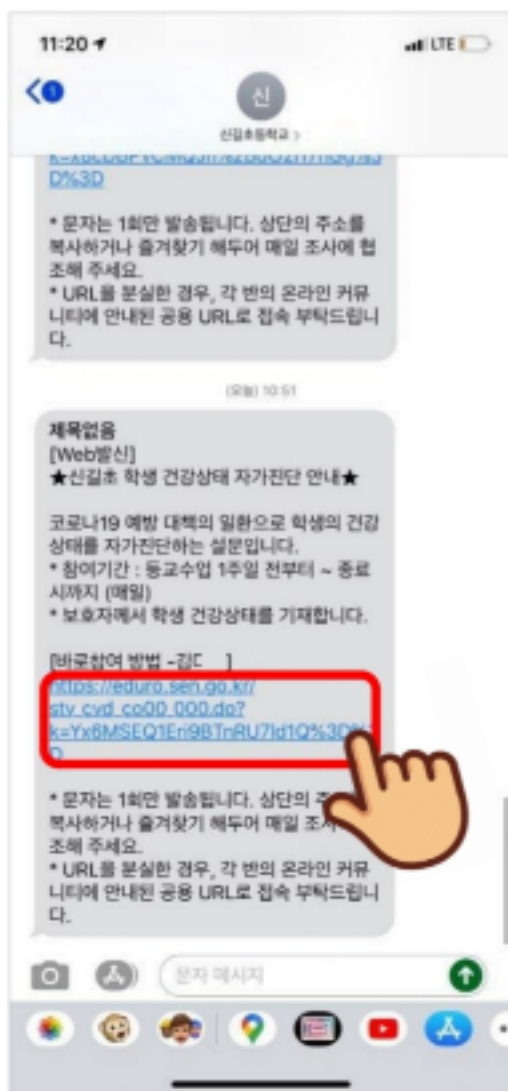 11:20
LTE
1
신
신길초등학교 >
D%3D
* 문자는 1회만 발송됩니다. 상단의 주소를
복사하거나 즐겨찾기 해두어 매일 조사에 협
조해 주세요.
* URL을 분실한 경우, 각 반의 온라인 커뮤
니티에 안내된 공용 URL로 접속 부탁드립니
다.
(오늘) 10:51
제목없음
[Web발신]
★신길초 학생 건강상태 자가진단 안내★
코로나19 예방 대책의 일환으로 학생의 건강
상태를 자가진단하는 설문입니다.
* 참여기간 : 등교수업 1주일 전부터 ~ 종료
시까지 (매일)
* 보호자께서 학생 건강상태를 기재합니다.
[바로참여 방법 -김ㄷ ]
https://eduro.sen.go.kr/
stv_cvd_co00_000.do?
k=Yx6MSEQ1Eri9BTnRU7ld1Q%3D%3
D
* 문자는 1회만 발송됩니다. 상단의
복사하거나 즐겨찾기 해두어 매일
조해 주세요.
* URL을 분실한 경우, 각 반의 온라인 커뮤
니티에 안내된 공용 URL로 접속 부탁드립니
다.
문자 메시지